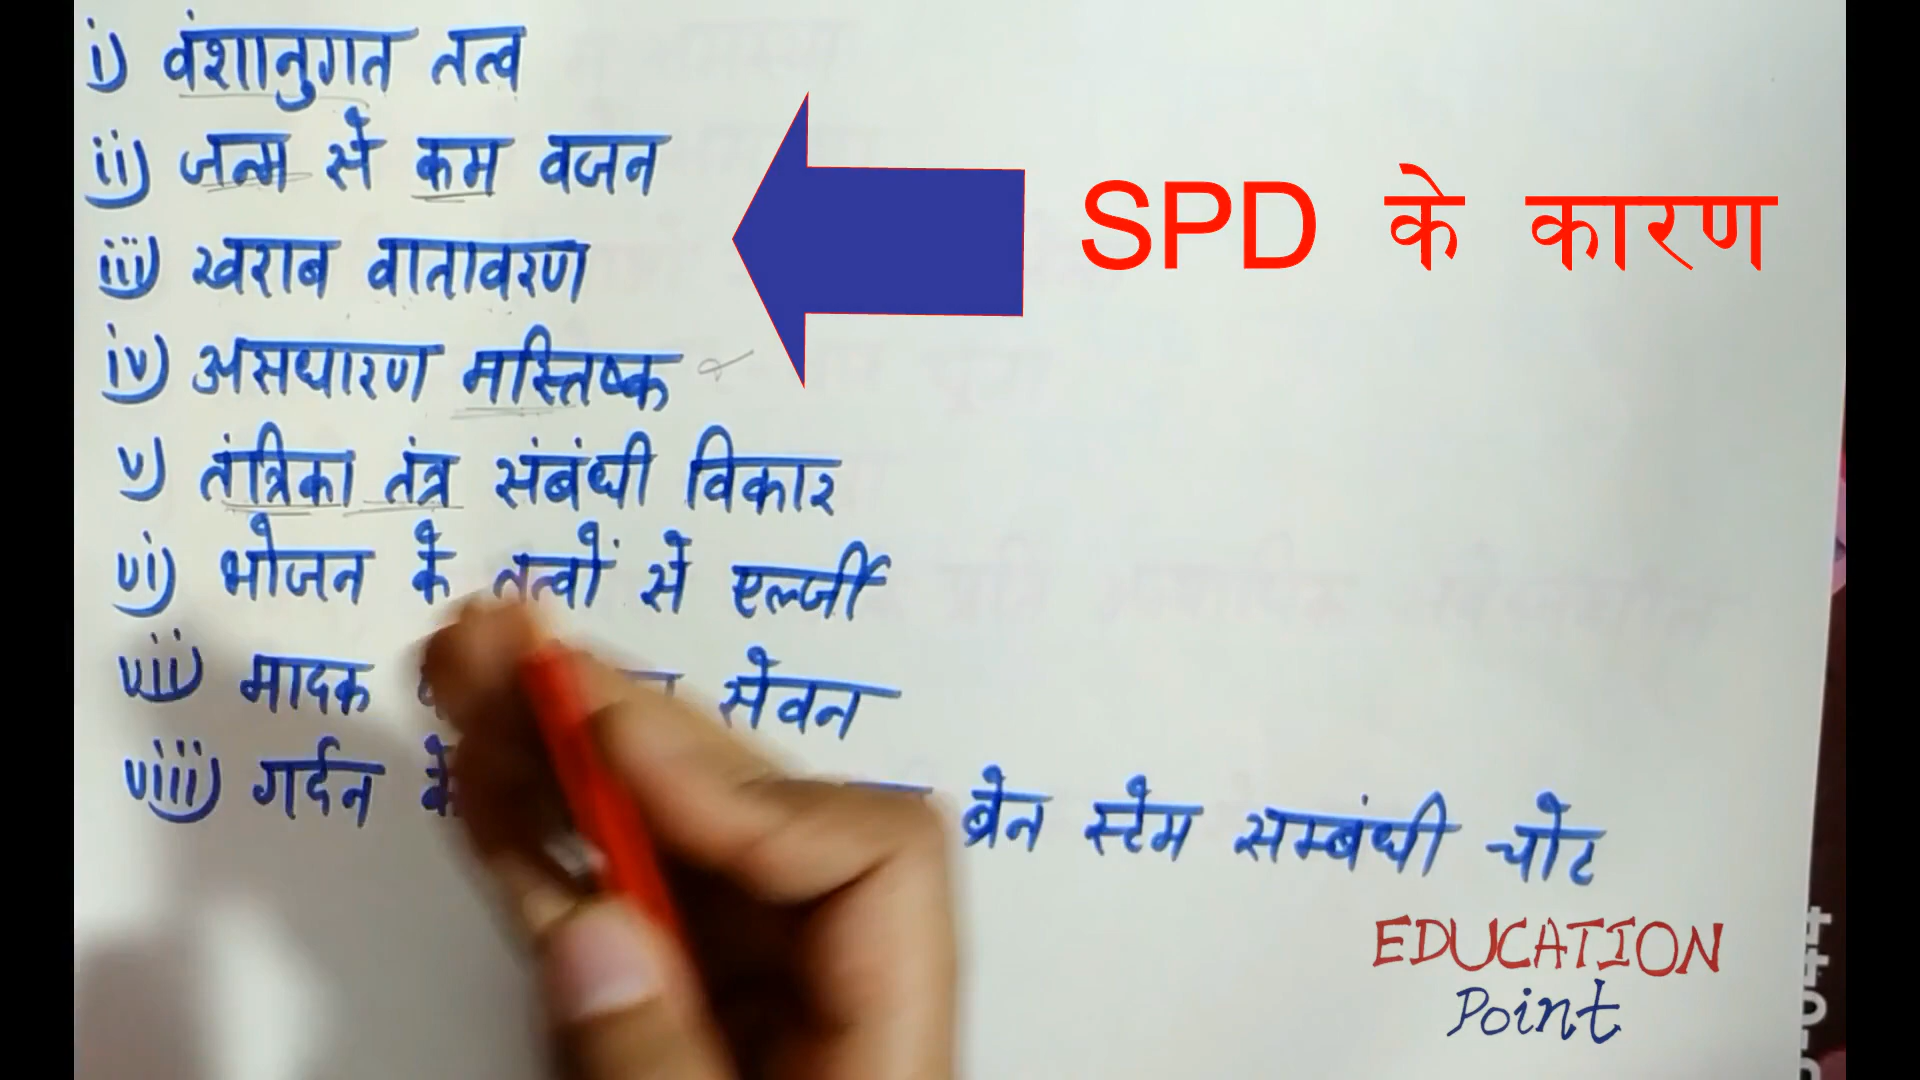 i) वंशानुगत तत्व
ii) जन्म से कम वजन
SPD के कारण
iii) खराब वातावरण
iv) असधारण मस्तिष्क
v) तंत्रिका तंत्र संबंधी विकार
vi) भोजन के तत्वों से एल्जी
vii) मादक सेवन
viii) गर्दन के ब्रेन स्टेम सम्बंधी चोट
EDUCATION
Point